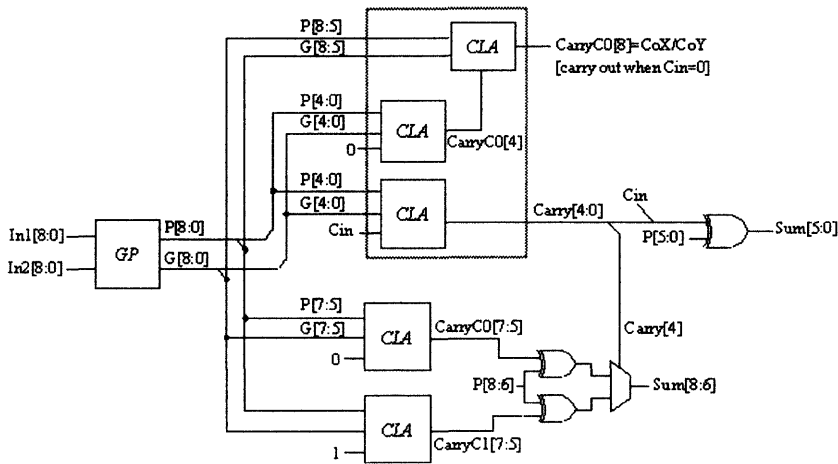 P[8:5]
G[8:5]
CLA
CarryC0[8]=CoX/CoY
[carry out when Cin=0]
P[4:0]
G[4:0]
0
CLA
CarryC0[4]
P[4:0]
G[4:0]
Cin
CLA
Carry[4:0]
Cin
P[5:0]
Sum[5:0]
In1[8:0]
In2[8:0]
GP
P[8:0]
G[8:0]
P[7:5]
G[7:5]
0
CLA
CarryC0[7:5]
Carry[4]
P[8:6]
Sum[8:6]
CLA
1
CarryC1[7:5]